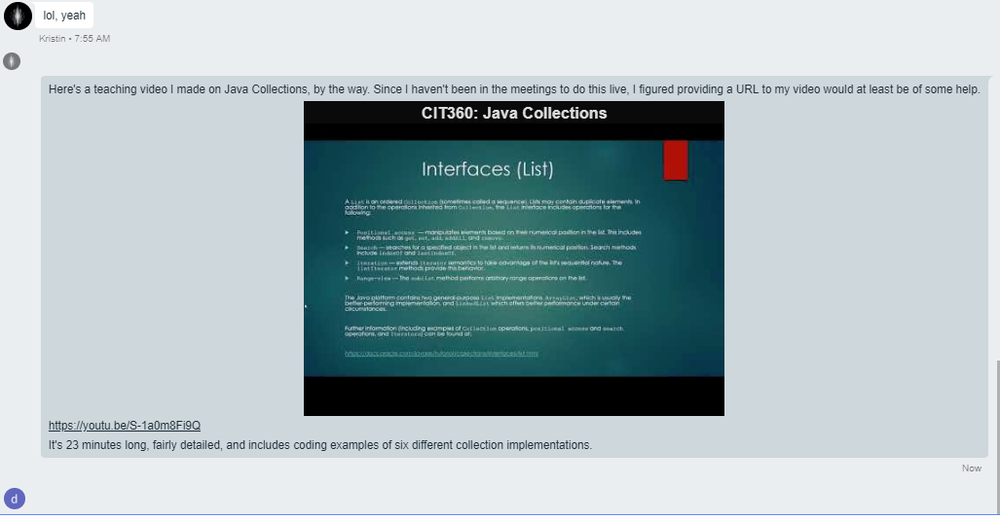 lol, yeah
Kristin • 7:55 AM
Here's a teaching video I made on Java Collections, by the way. Since I haven't been in the meetings to do this live, I figured providing a URL to my video would at least be of some help.
CIT360: Java Collections
Interfaces (List)
A List is an ordered Collection (sometimes called a sequence). Lists may contain duplicate elements. In
addition to the operations inherited from Collection, the List interface includes operations for the
following:
Positional access — manipulates elements based on their numerical position in the list. This includes
methods such as get, set, add, addAll, and remove.
Search — searches for a specified object in the list and returns its numerical position. Search methods
include indexOf and lastIndexOf.
Iteration — extends Iterator semantics to take advantage of the list's sequential nature. The
listIterator methods provide this behavior.
Range-view — The sublist method performs arbitrary range operations on the list.
The Java platform contains two general-purpose List implementations. ArrayList, which is usually the
better-performing implementation, and LinkedList which offers better performance under certain
circumstances.
Further information (including examples of Collection operations, positional access and search
operations, and Iterators) can be found at:
https://docs.oracle.com/javase/tutorial/collections/interfaces/list.html
https://youtu.be/S-1a0m8Fi9Q
It's 23 minutes long, fairly detailed, and includes coding examples of six different collection implementations.
Now
d